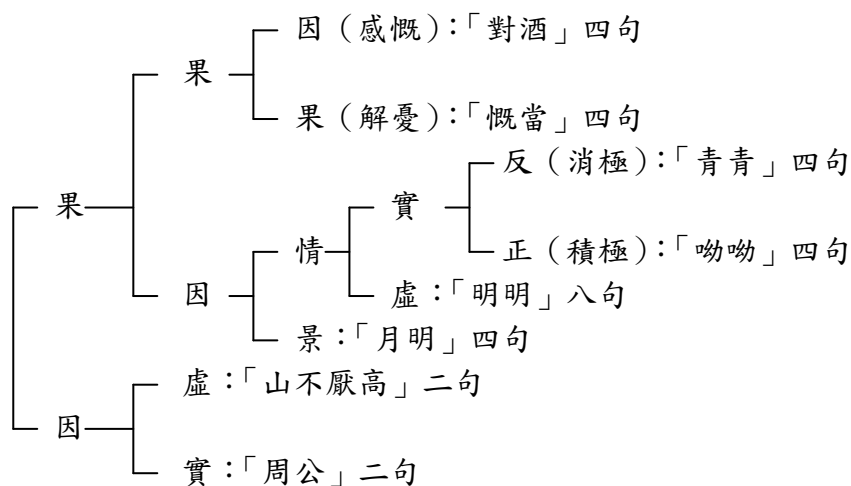 因（感慨）：「對酒」四句
果
果（解憂）：「慨當」四句
反（消極）：「青青」四句
果
實
情
正（積極）：「呦呦」四句
因
虛：「明明」八句
景：「月明」四句
虛：「山不厭高」二句
因
實：「周公」二句